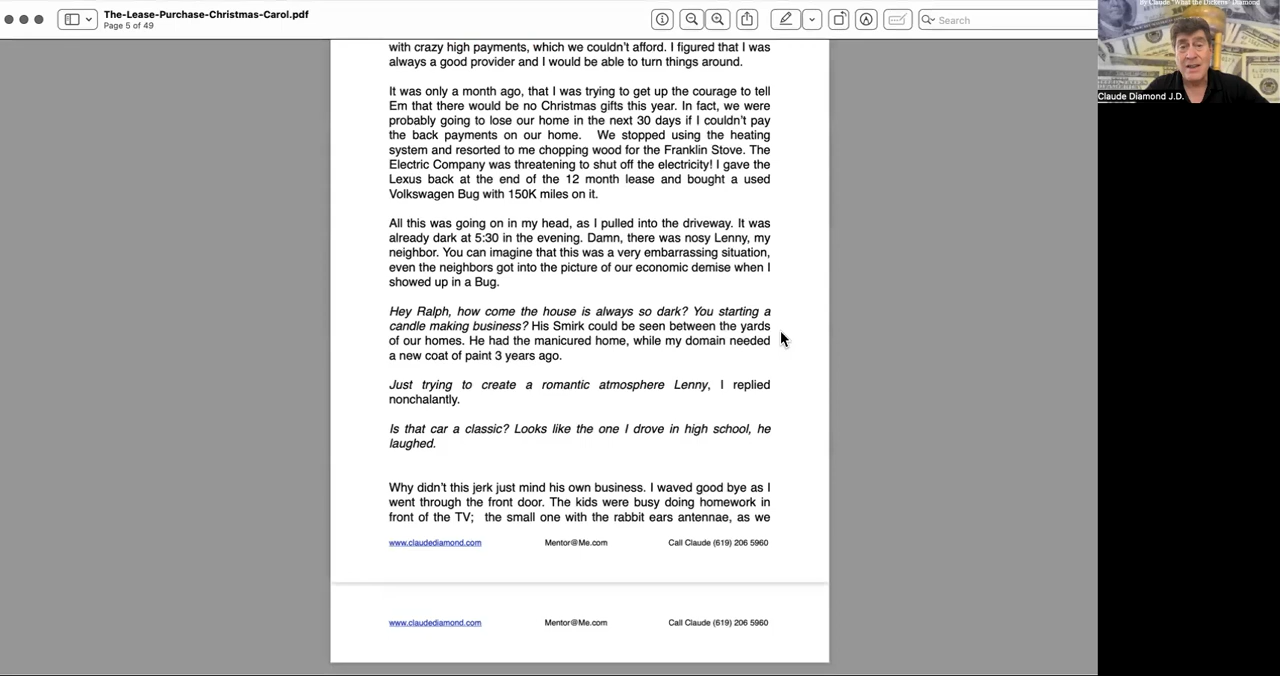 The-Lease-Purchase-Christmas-Carol.pdf
Page 5 of 49
Search
By Claude "What the Dickens" Diamond
Claude Diamond J.D.
with crazy high payments, which we couldn't afford. I figured that I was
always a good provider and I would be able to turn things around.
It was only a month ago, that I was trying to get up the courage to tell
Em that there would be no Christmas gifts this year. In fact, we were
probably going to lose our home in the next 30 days if I couldn't pay
the back payments on our home. We stopped using the heating
system and resorted to me chopping wood for the Franklin Stove. The
Electric Company was threatening to shut off the electricity! I gave the
Lexus back at the end of the 12 month lease and bought a used
Volkswagen Bug with 150K miles on it.
All this was going on in my head, as I pulled into the driveway. It was
already dark at 5:30 in the evening. Damn, there was nosy Lenny, my
neighbor. You can imagine that this was a very embarrassing situation,
even the neighbors got into the picture of our economic demise when I
showed up in a Bug.
Hey Ralph, how come the house is always so dark? You starting a
candle making business? His Smirk could be seen between the yards
of our homes. He had the manicured home, while my domain needed
a new coat of paint 3 years ago.
Just trying to create a romantic atmosphere Lenny, I replied
nonchalantly.
Is that car a classic? Looks like the one I drove in high school, he
laughed.
Why didn't this jerk just mind his own business. I waved good bye as I
went through the front door. The kids were busy doing homework in
front of the TV; the small one with the rabbit ears antennae, as we
www.claudediamond.com Mentor@Me.com Call Claude (619) 206 5960
www.claudediamond.com Mentor@Me.com Call Claude (619) 206 5960